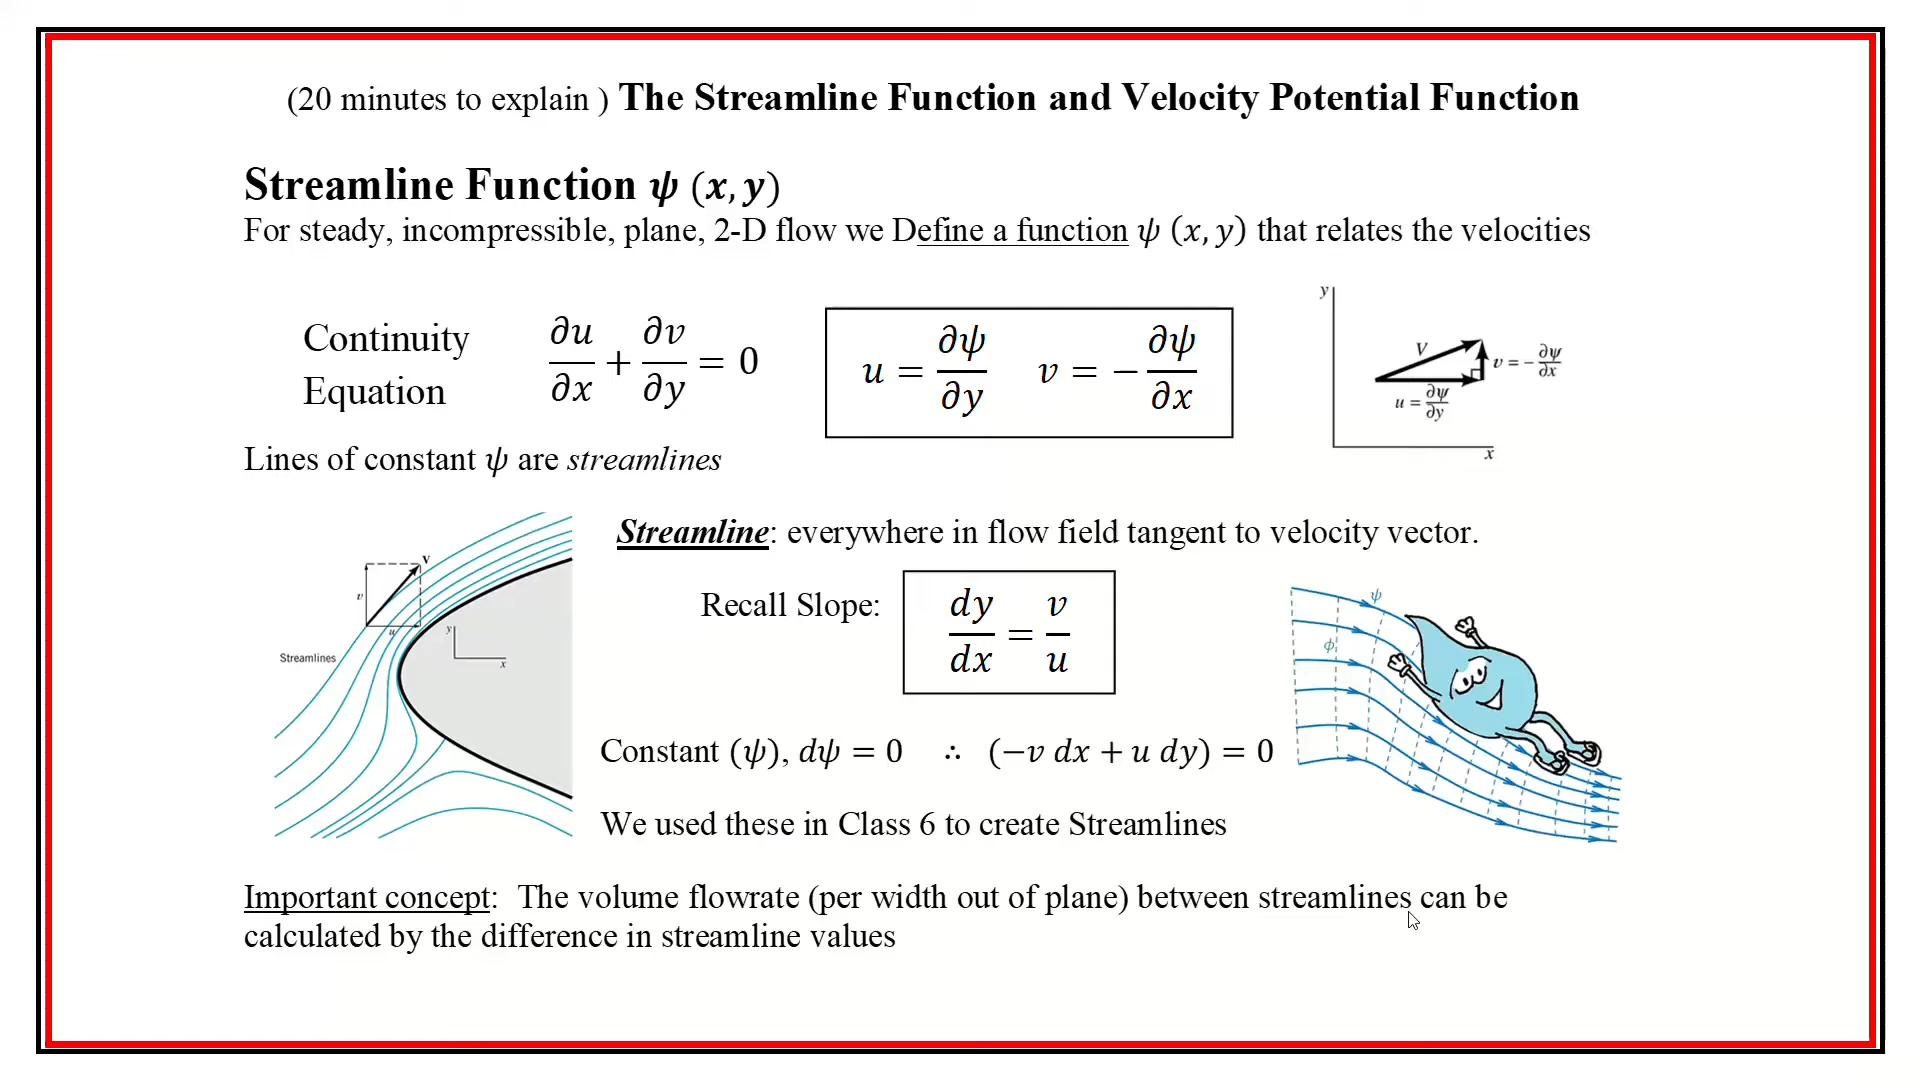 (20 minutes to explain ) The Streamline Function and Velocity Potential Function
Streamline Function ψ (x, y)
For steady, incompressible, plane, 2-D flow we Define a function ψ (x, y) that relates the velocities
Continuity Equation
∂u/∂x + ∂v/∂y = 0
u = ∂ψ/∂y    v = −∂ψ/∂x
y
V
v = −∂ψ/∂x
u = ∂ψ/∂y
x
Lines of constant ψ are streamlines
Streamline: everywhere in flow field tangent to velocity vector.
v
v
u
y
x
Streamlines
Recall Slope:
dy/dx = v/u
ψ
ϕ
Constant (ψ), dψ = 0   ∴   (−v dx + u dy) = 0
We used these in Class 6 to create Streamlines
Important concept:  The volume flowrate (per width out of plane) between streamlines can be
calculated by the difference in streamline values